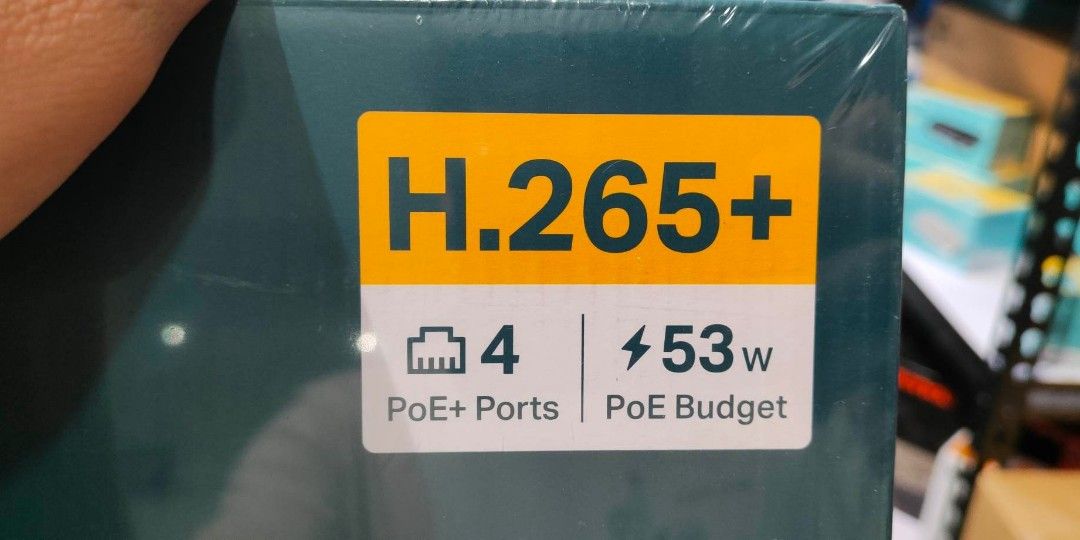 H.265+
4
PoE+ Ports
53 W
PoE Budget